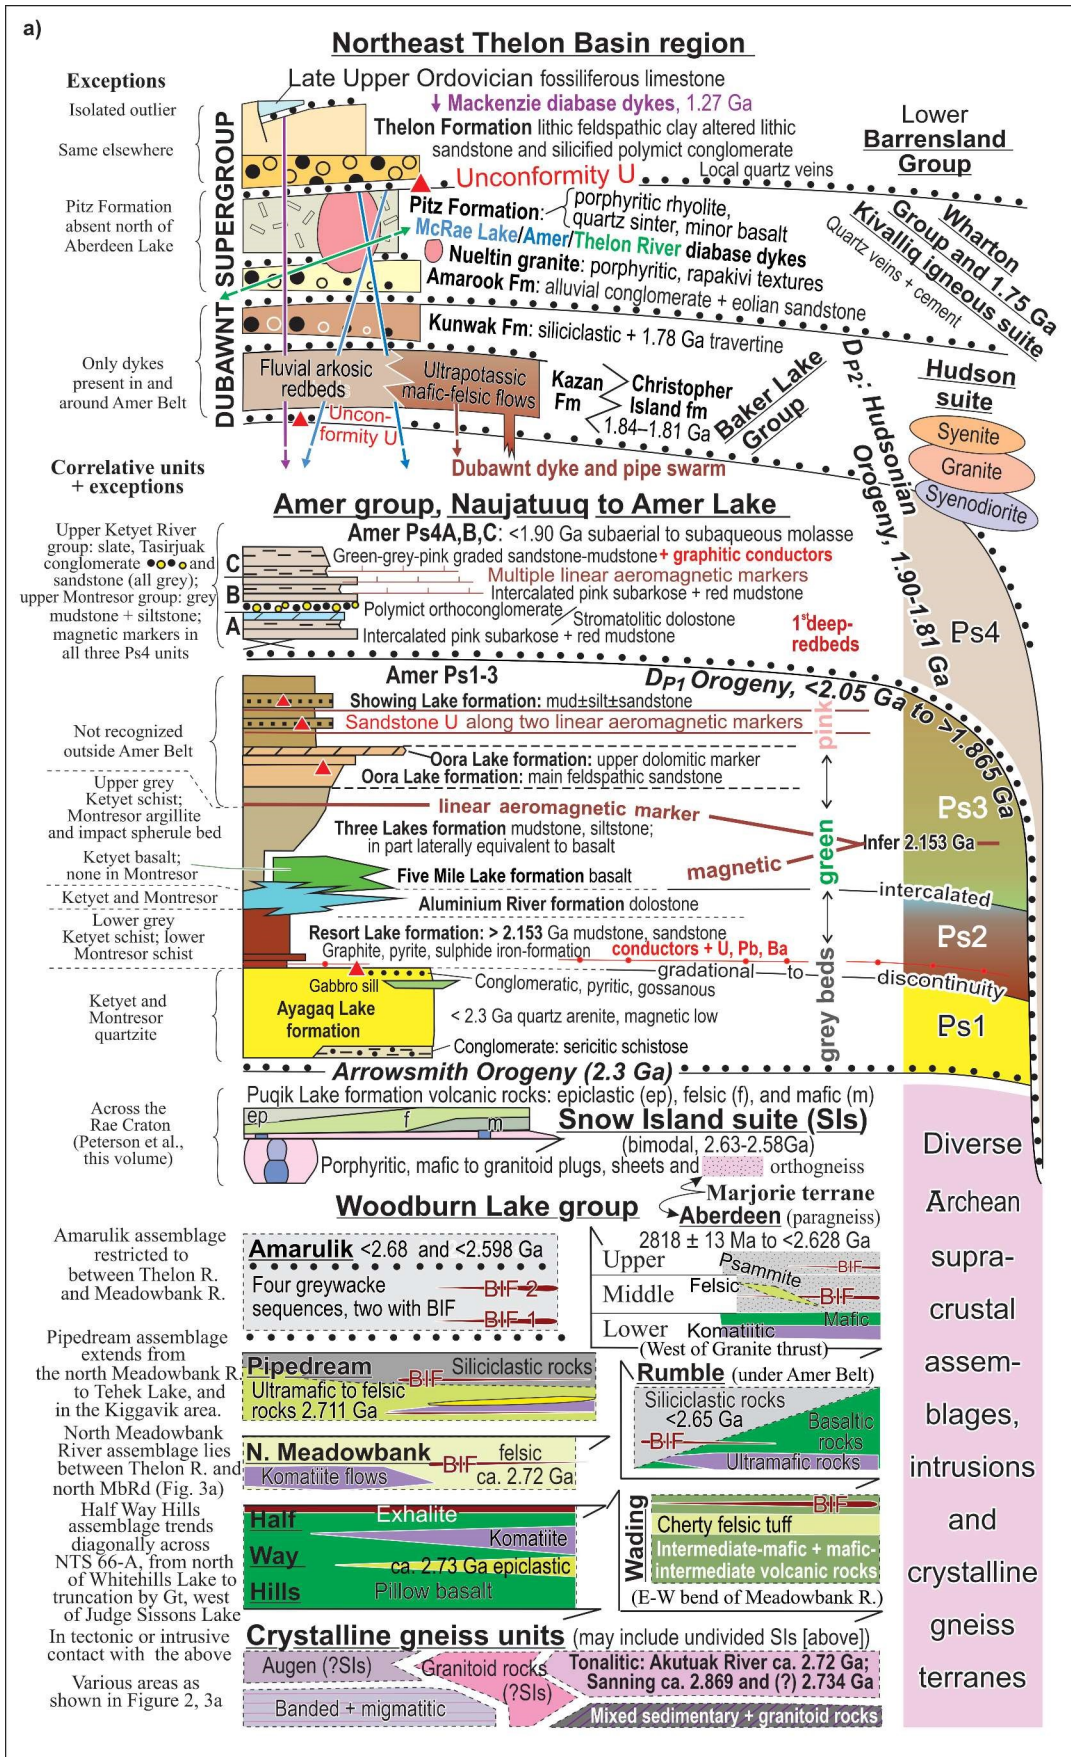 a)
Northeast Thelon Basin region
Exceptions
Late Upper Ordovician fossiliferous limestone
Isolated outlier
Mackenzie diabase dykes, 1.27 Ga
Thelon Formation lithic feldspathic clay altered lithic
sandstone and silicified polymict conglomerate
Same elsewhere
Local quartz veins
Unconformity U
Lower
Barrensland
Group
Pitz Formation
absent north of
Aberdeen Lake
DUBAWNT SUPERGROUP
Pitz Formation:
porphyritic rhyolite,
quartz sinter, minor basalt
McRae Lake/Amer/Thelon River diabase dykes
Nueltin granite: porphyritic, rapakivi textures
Amarook Fm: alluvial conglomerate + eolian sandstone
Wharton
Group and 1.75 Ga
Kivalliq igneous suite
Quartz veins + cement
Kunwak Fm: siliciclastic + 1.78 Ga travertine
Only dykes
present in and
around Amer Belt
Fluvial arkosic
redbeds
Ultrapotassic
mafic-felsic flows
Kazan
Fm
Christopher
Island fm
1.84–1.81 Ga
Baker Lake
Group
Uncon-
formity U
Dubawnt dyke and pipe swarm
DP2: Hudsonian
Orogeny, 1.90-1.81 Ga
Hudson
suite
Syenite
Granite
Syenodiorite
Correlative units
+ exceptions
Amer group, Naujatuuq to Amer Lake
Upper Ketyet River
group: slate, Tasirjuak
conglomerate and
sandstone (all grey);
upper Montresor group: grey
mudstone + siltstone;
magnetic markers in
all three Ps4 units
Amer Ps4A,B,C: <1.90 Ga subaerial to subaqueous molasse
C
Green-grey-pink graded sandstone-mudstone + graphitic conductors
Multiple linear aeromagnetic markers
B
Intercalated pink subarkose + red mudstone
Polymict orthoconglomerate
Stromatolitic dolostone
A
Intercalated pink subarkose + red mudstone
1st deep-
redbeds
Ps4
Amer Ps1-3
DP1 Orogeny, <2.05 Ga to >1.865 Ga
Not recognized
outside Amer Belt
Showing Lake formation: mud±silt±sandstone
Sandstone U along two linear aeromagnetic markers
pink
Oora Lake formation: upper dolomitic marker
Oora Lake formation: main feldspathic sandstone
Upper grey
Ketyet schist;
Montresor argillite
and impact spherule bed
linear aeromagnetic marker
Three Lakes formation mudstone, siltstone;
in part laterally equivalent to basalt
magnetic
green
Ps3
Infer 2.153 Ga
Ketyet basalt;
none in Montresor
Five Mile Lake formation basalt
Ketyet and Montresor
Aluminium River formation dolostone
intercalated
Lower grey
Ketyet schist; lower
Montresor schist
Resort Lake formation: > 2.153 Ga mudstone, sandstone
Graphite, pyrite, sulphide iron-formation
conductors + U, Pb, Ba
Ps2
gradational to discontinuity
Gabbro sill
Conglomeratic, pyritic, gossanous
Ketyet and
Montresor
quartzite
Ayagaq Lake
formation
< 2.3 Ga quartz arenite, magnetic low
Conglomerate: sericitic schistose
grey beds
Ps1
Arrowsmith Orogeny (2.3 Ga)
Puqik Lake formation volcanic rocks: epiclastic (ep), felsic (f), and mafic (m)
Across the
Rae Craton
(Peterson et al.,
this volume)
ep
f
m
Snow Island suite (SIs)
(bimodal, 2.63-2.58Ga)
Porphyritic, mafic to granitoid plugs, sheets and orthogneiss
Woodburn Lake group
Marjorie terrane
Aberdeen (paragneiss)
2818 ± 13 Ma to <2.628 Ga
Amarulik assemblage
restricted to
between Thelon R.
and Meadowbank R.
Amarulik <2.68 and <2.598 Ga
Four greywacke
sequences, two with BIF
BIF 2
BIF 1
Upper
Middle
Lower
Psammite
BIF
Felsic
BIF
Mafic
Komatiitic
(West of Granite thrust)
Pipedream assemblage
extends from
the north Meadowbank R.
to Tehek Lake, and
in the Kiggavik area.
Pipedream
Siliciclastic rocks
BIF
Ultramafic to felsic
rocks 2.711 Ga
Rumble (under Amer Belt)
Siliciclastic rocks
<2.65 Ga
BIF
Basaltic
rocks
Ultramafic rocks
North Meadowbank
River assemblage lies
between Thelon R. and
north MbRd (Fig. 3a)
N. Meadowbank
BIF
felsic
ca. 2.72 Ga
Komatiite flows
Half Way Hills
assemblage trends
diagonally across
NTS 66-A, from north
of Whitehills Lake to
truncation by Gt, west
of Judge Sissons Lake
Half
Way
Hills
Exhalite
Komatiite
ca. 2.73 Ga epiclastic
Pillow basalt
Wading
BIF
Cherty felsic tuff
Intermediate-mafic + mafic-
intermediate volcanic rocks
(E-W bend of Meadowbank R.)
In tectonic or intrusive
contact with the above
Various areas as
shown in Figure 2, 3a
Crystalline gneiss units (may include undivided SIs [above])
Augen (?SIs)
Granitoid rocks
(?SIs)
Tonalitic: Akutuak River ca. 2.72 Ga;
Sanning ca. 2.869 and (?) 2.734 Ga
Banded + migmatitic
Mixed sedimentary + granitoid rocks
Diverse
Archean
supra-
crustal
assem-
blages,
intrusions
and
crystalline
gneiss
terranes